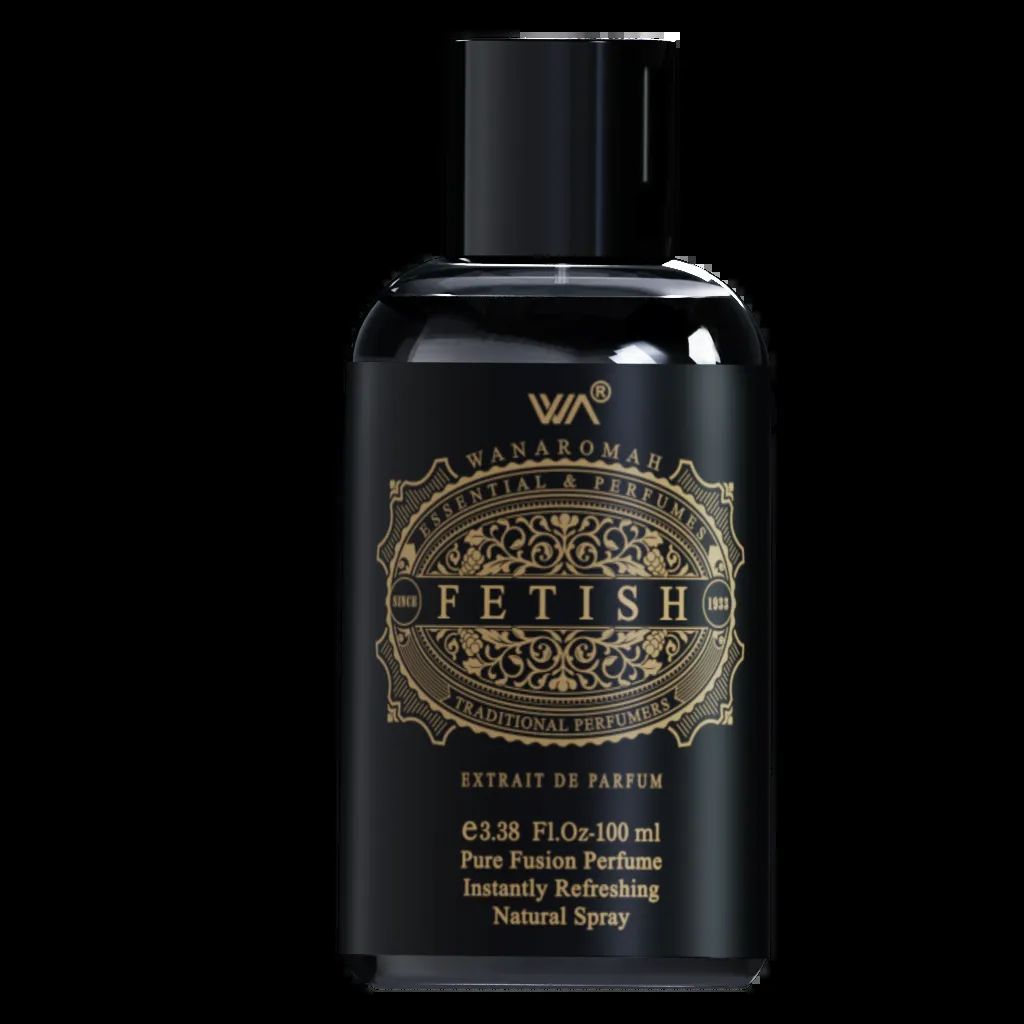 WA®
WANAROMAH
ESSENTIAL & PERFUMES
SINCE
FETISH
1933
TRADITIONAL PERFUMERS
EXTRAIT DE PARFUM
e3.38 Fl.Oz-100 ml
Pure Fusion Perfume
Instantly Refreshing
Natural Spray